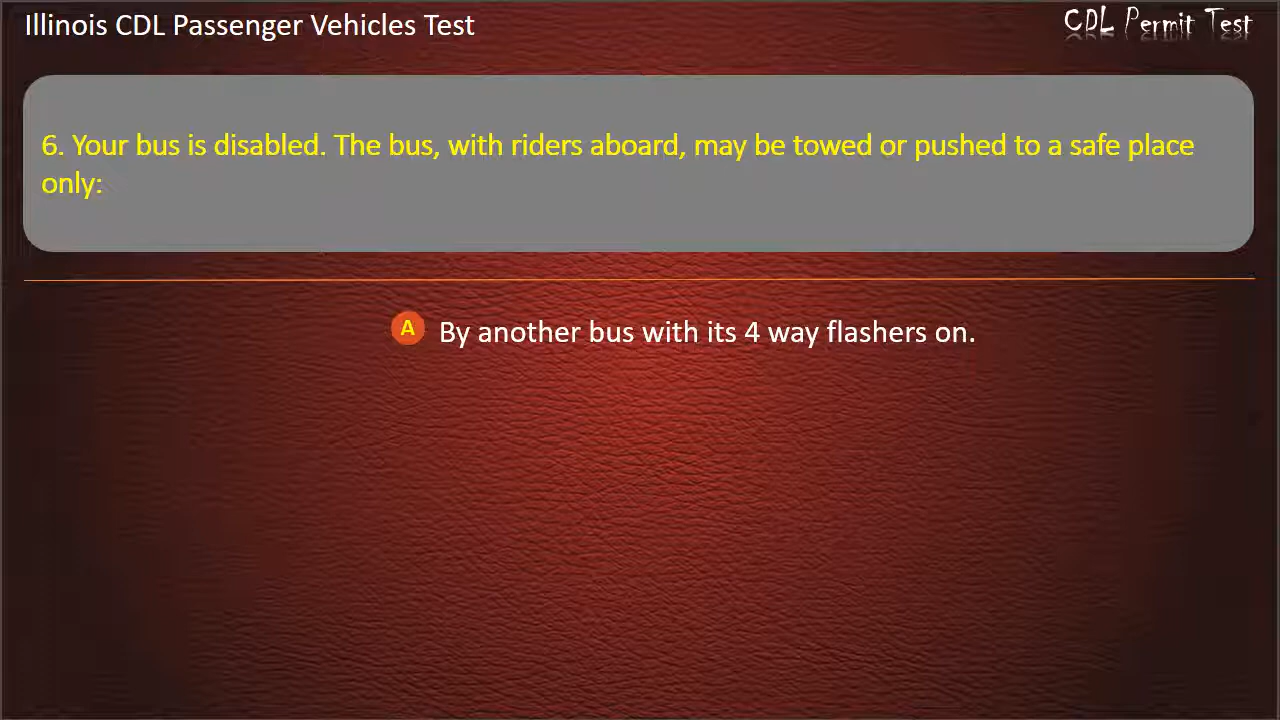 Illinois CDL Passenger Vehicles Test
CDL Permit Test
6. Your bus is disabled. The bus, with riders aboard, may be towed or pushed to a safe place
only:
A By another bus with its 4 way flashers on.